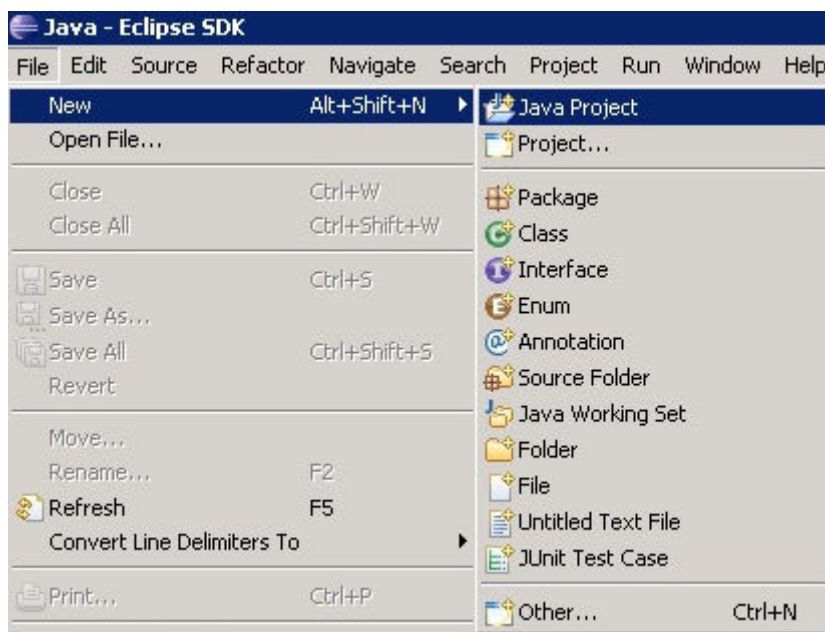 Java - Eclipse SDK
File Edit Source Refactor Navigate Search Project Run Window Help
New Alt+Shift+N
Open File...
Close Ctrl+W
Close All Ctrl+Shift+W
Save Ctrl+S
Save As...
Save All Ctrl+Shift+S
Revert
Move...
Rename... F2
Refresh F5
Convert Line Delimiters To
Print... Ctrl+P
Java Project
Project...
Package
Class
Interface
Enum
Annotation
Source Folder
Java Working Set
Folder
File
Untitled Text File
JUnit Test Case
Other... Ctrl+N